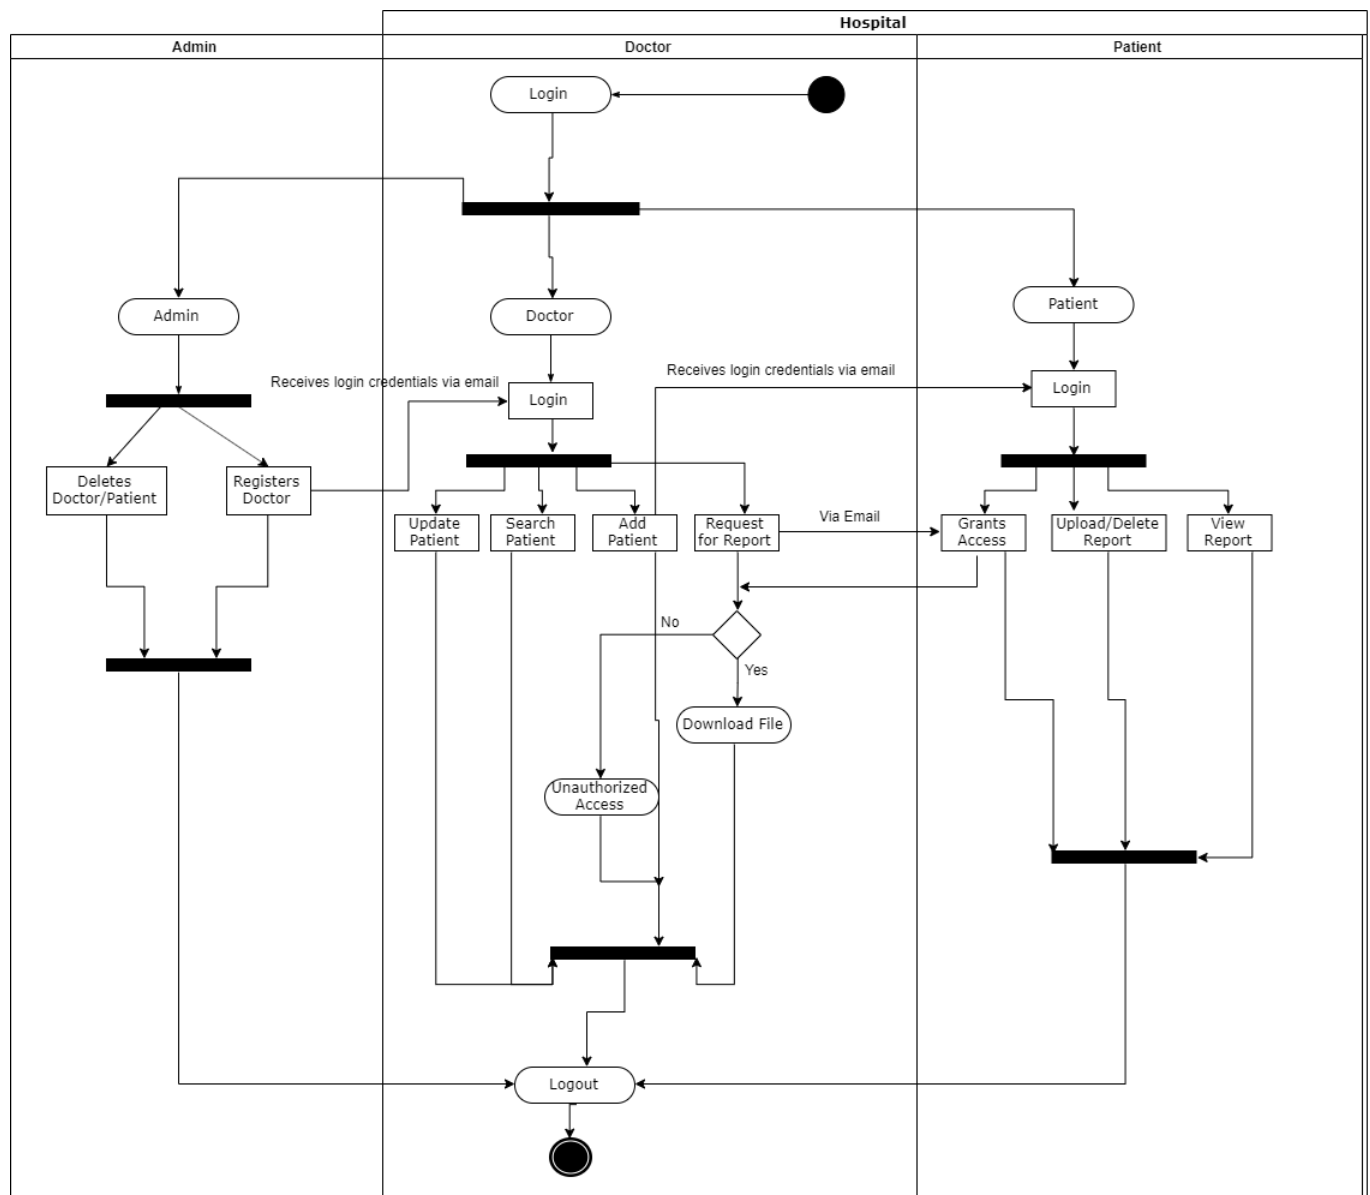 Hospital
Admin
Doctor
Patient
Login
Admin
Doctor
Patient
Receives login credentials via email
Receives login credentials via email
Login
Login
Deletes
Doctor/Patient
Registers
Doctor
Update
Patient
Search
Patient
Add
Patient
Request
for Report
Via Email
Grants
Access
Upload/Delete
Report
View
Report
No
Yes
Download File
Unauthorized
Access
Logout